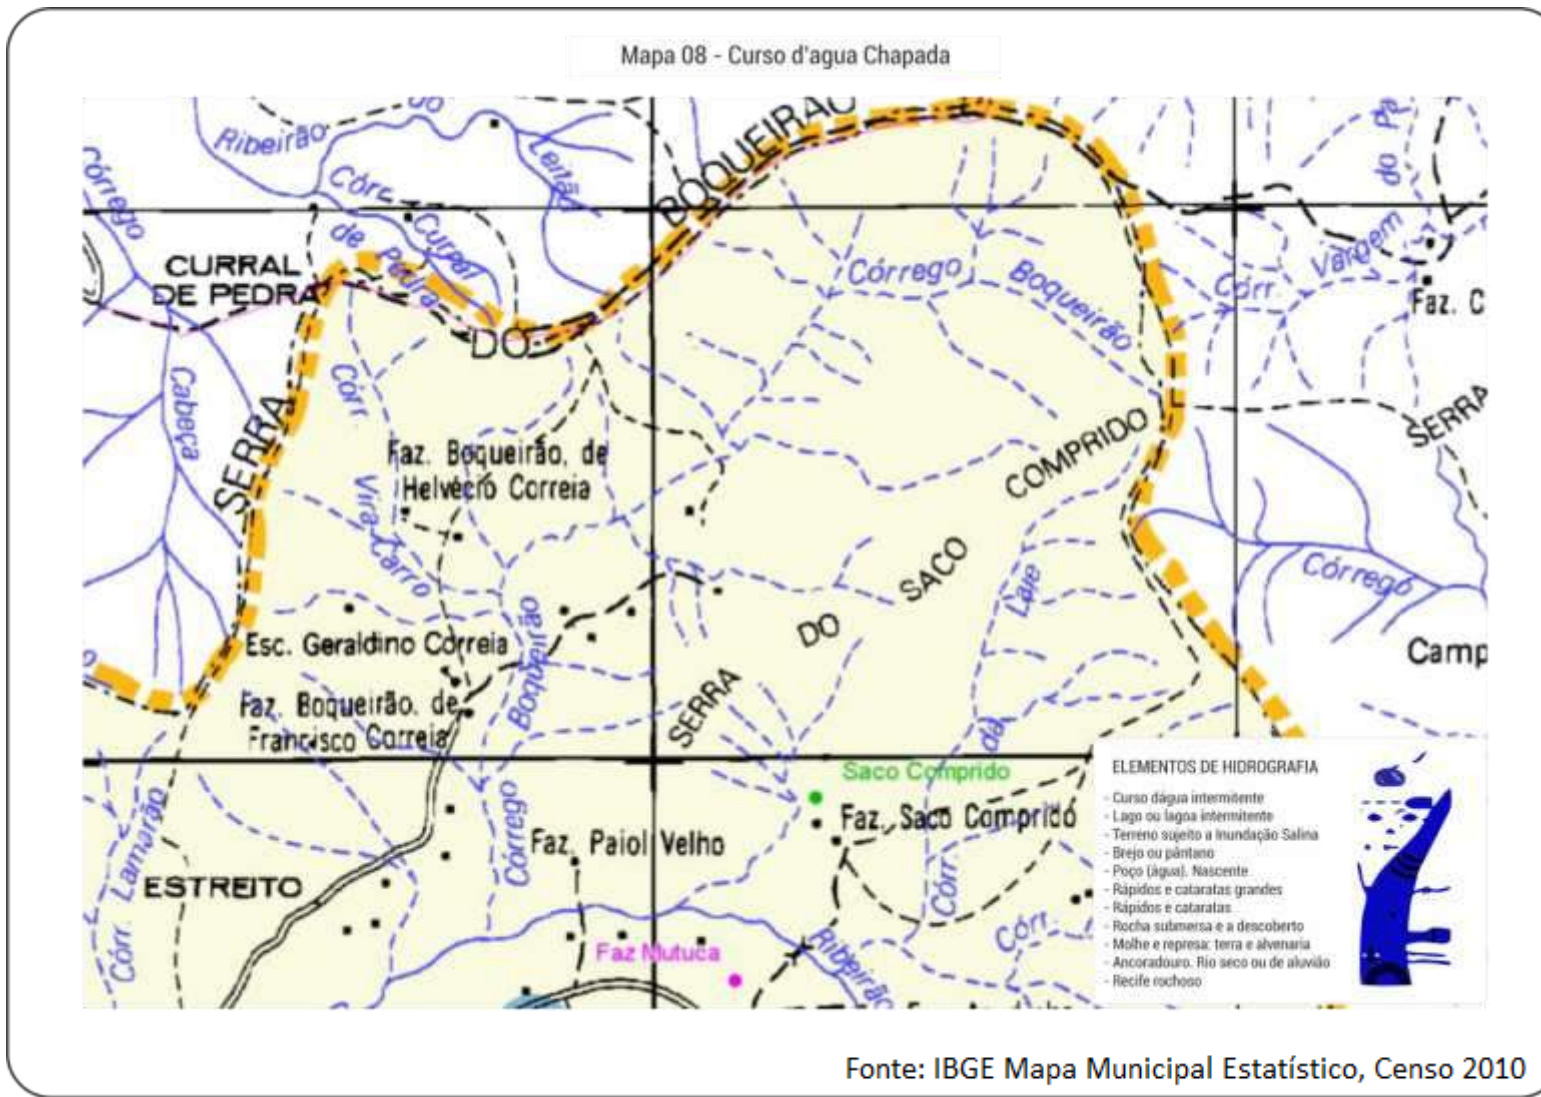 Mapa 08 - Curso d'agua Chapada
BOQUEIRÃO
Ribeirão
do
Leitão
Córrego
Córr.
Curral
de Pedra
CURRAL
DE PEDRA
DO
Córrego
Boqueirão
Córr.
Vargem
do
Faz. C
Cabeça
SERRA
Córr.
Vira-Carro
Faz. Boqueirão. de
Helvécio Correia
COMPRIDO
SERRA
SACO
DO
SERRA
Laje
da
Córrego
Camp
Esc. Geraldino Correia
Boqueirão
Faz. Boqueirão. de
Francisco Correia
Córrego
Saco Comprido
Faz. Saco Comprido
Faz. Paiol Velho
Córr. Lamarão
ESTREITO
Córr.
Córr.
Faz Mutuca
Ribeirão
ELEMENTOS DE HIDROGRAFIA
- Curso dágua intermitente
- Lago ou lagoa intermitente
- Terreno sujeito a Inundação Salina
- Brejo ou pântano
- Poço (água). Nascente
- Rápidos e cataratas grandes
- Rápidos e cataratas
- Rocha submersa e a descoberto
- Molhe e represa: terra e alvenaria
- Ancoradouro. Rio seco ou de aluvião
- Recife rochoso
Fonte: IBGE Mapa Municipal Estatístico, Censo 2010